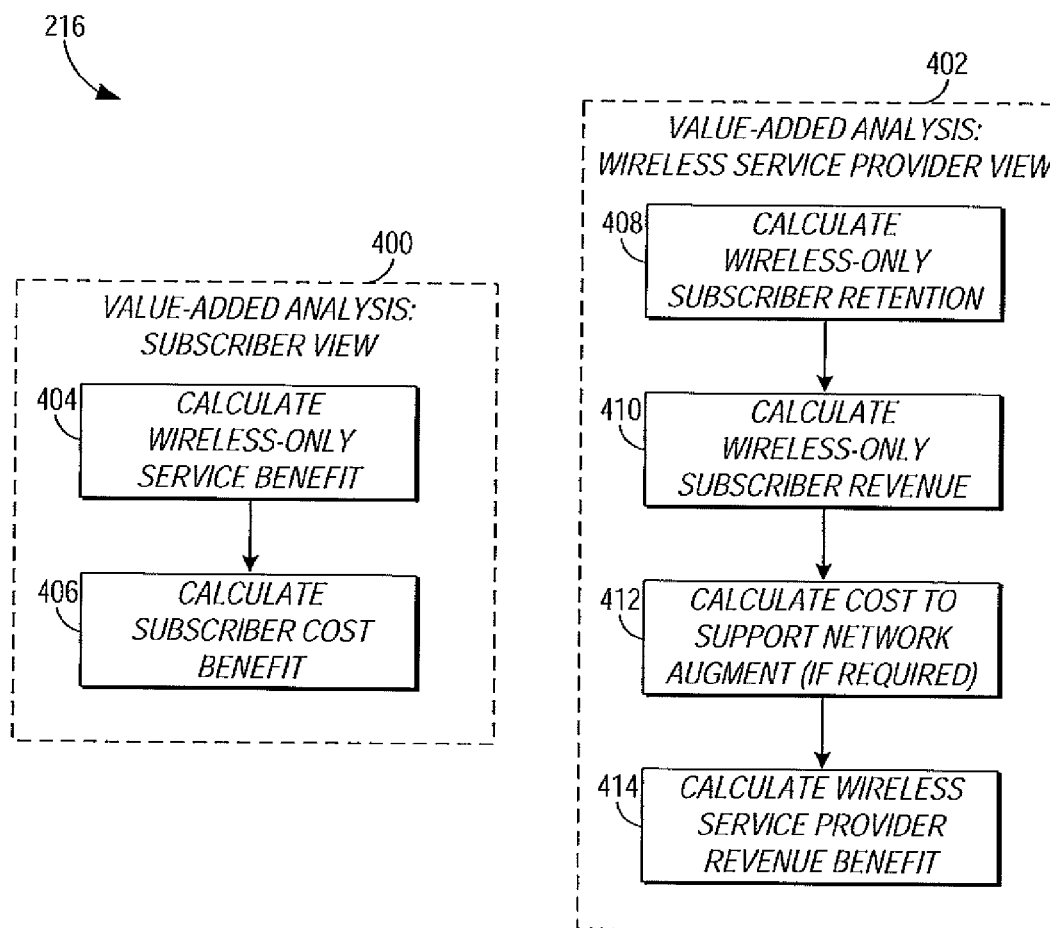 216
400
VALUE-ADDED ANALYSIS:
SUBSCRIBER VIEW
404
CALCULATE
WIRELESS-ONLY
SERVICE BENEFIT
406
CALCULATE
SUBSCRIBER COST
BENEFIT
402
VALUE-ADDED ANALYSIS:
WIRELESS SERVICE PROVIDER VIEW
408
CALCULATE
WIRELESS-ONLY
SUBSCRIBER RETENTION
410
CALCULATE
WIRELESS-ONLY
SUBSCRIBER REVENUE
412
CALCULATE COST TO
SUPPORT NETWORK
AUGMENT (IF REQUIRED)
414
CALCULATE WIRELESS
SERVICE PROVIDER
REVENUE BENEFIT